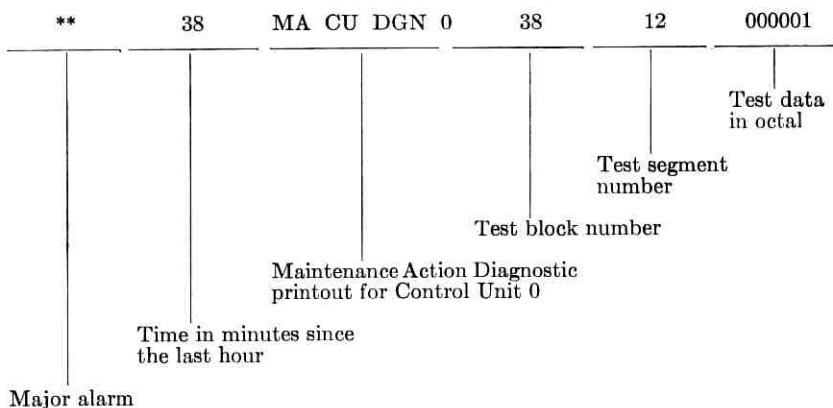 ** 38 MA CU DGN 0 38 12 000001
Test data
in octal
Test segment
number
Test block number
Maintenance Action Diagnostic
printout for Control Unit 0
Time in minutes since
the last hour
Major alarm